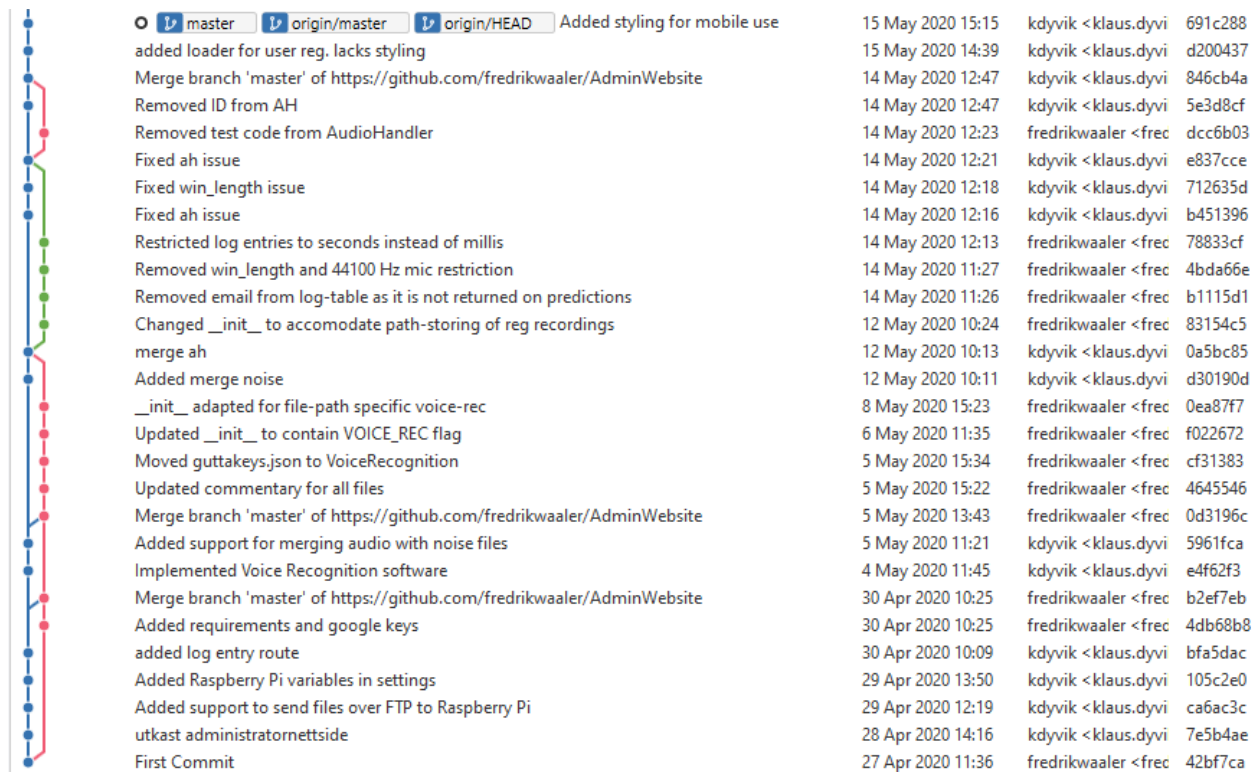 master origin/master origin/HEAD Added styling for mobile use 15 May 2020 15:15 kdyvik <klaus.dyvi 691c288
added loader for user reg. lacks styling 15 May 2020 14:39 kdyvik <klaus.dyvi d200437
Merge branch 'master' of https://github.com/fredrikwaaler/AdminWebsite 14 May 2020 12:47 kdyvik <klaus.dyvi 846cb4a
Removed ID from AH 14 May 2020 12:47 kdyvik <klaus.dyvi 5e3d8cf
Removed test code from AudioHandler 14 May 2020 12:23 fredrikwaaler <fred dcc6b03
Fixed ah issue 14 May 2020 12:21 kdyvik <klaus.dyvi e837cce
Fixed win_length issue 14 May 2020 12:18 kdyvik <klaus.dyvi 712635d
Fixed ah issue 14 May 2020 12:16 kdyvik <klaus.dyvi b451396
Restricted log entries to seconds instead of millis 14 May 2020 12:13 fredrikwaaler <fred 78833cf
Removed win_length and 44100 Hz mic restriction 14 May 2020 11:27 fredrikwaaler <fred 4bda66e
Removed email from log-table as it is not returned on predictions 14 May 2020 11:26 fredrikwaaler <fred b1115d1
Changed __init__ to accomodate path-storing of reg recordings 12 May 2020 10:24 fredrikwaaler <fred 83154c5
merge ah 12 May 2020 10:13 kdyvik <klaus.dyvi 0a5bc85
Added merge noise 12 May 2020 10:11 kdyvik <klaus.dyvi d30190d
__init__ adapted for file-path specific voice-rec 8 May 2020 15:23 fredrikwaaler <fred 0ea87f7
Updated __init__ to contain VOICE_REC flag 6 May 2020 11:35 fredrikwaaler <fred f022672
Moved guttakeys.json to VoiceRecognition 5 May 2020 15:34 fredrikwaaler <fred cf31383
Updated commentary for all files 5 May 2020 15:22 fredrikwaaler <fred 4645546
Merge branch 'master' of https://github.com/fredrikwaaler/AdminWebsite 5 May 2020 13:43 fredrikwaaler <fred 0d3196c
Added support for merging audio with noise files 5 May 2020 11:21 kdyvik <klaus.dyvi 5961fca
Implemented Voice Recognition software 4 May 2020 11:45 kdyvik <klaus.dyvi e4f62f3
Merge branch 'master' of https://github.com/fredrikwaaler/AdminWebsite 30 Apr 2020 10:25 fredrikwaaler <fred b2ef7eb
Added requirements and google keys 30 Apr 2020 10:25 fredrikwaaler <fred 4db68b8
added log entry route 30 Apr 2020 10:09 kdyvik <klaus.dyvi bfa5dac
Added Raspberry Pi variables in settings 29 Apr 2020 13:50 kdyvik <klaus.dyvi 105c2e0
Added support to send files over FTP to Raspberry Pi 29 Apr 2020 12:19 kdyvik <klaus.dyvi ca6ac3c
utkast administratornettside 28 Apr 2020 14:16 kdyvik <klaus.dyvi 7e5b4ae
First Commit 27 Apr 2020 11:36 fredrikwaaler <fred 42bf7ca